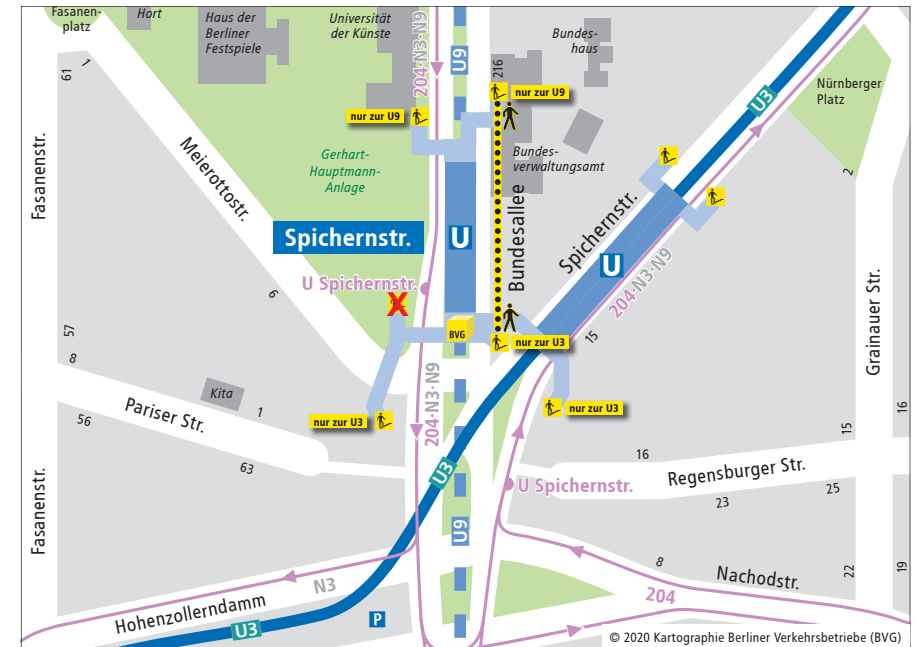 Fasanen-
platz
Hort
Haus der
Berliner
Festspiele
Universität
der Künste
204·N3·N9
U9
216
Bundes-
haus
Nürnberger
Platz
U3
61
1
nur zur U9
nur zur U9
Fasanenstr.
Meierottostr.
Gerhart-
Hauptmann-
Anlage
Bundes-
verwaltungsamt
2
Spichernstr.
U
Bundesallee
Spichernstr.
U
204·N3·N9
U Spichernstr.
X
6
BVG
nur zur U3
15
Grainauer Str.
57
8
Kita
1
56
Pariser Str.
63
nur zur U3
204·N3·N9
nur zur U3
16
15
16
Regensburger Str.
23
25
U3
U Spichernstr.
Fasanenstr.
U9
8
Nachodstr.
22
19
N3
204
Hohenzollerndamm
U3
P
© 2020 Kartographie Berliner Verkehrsbetriebe (BVG)